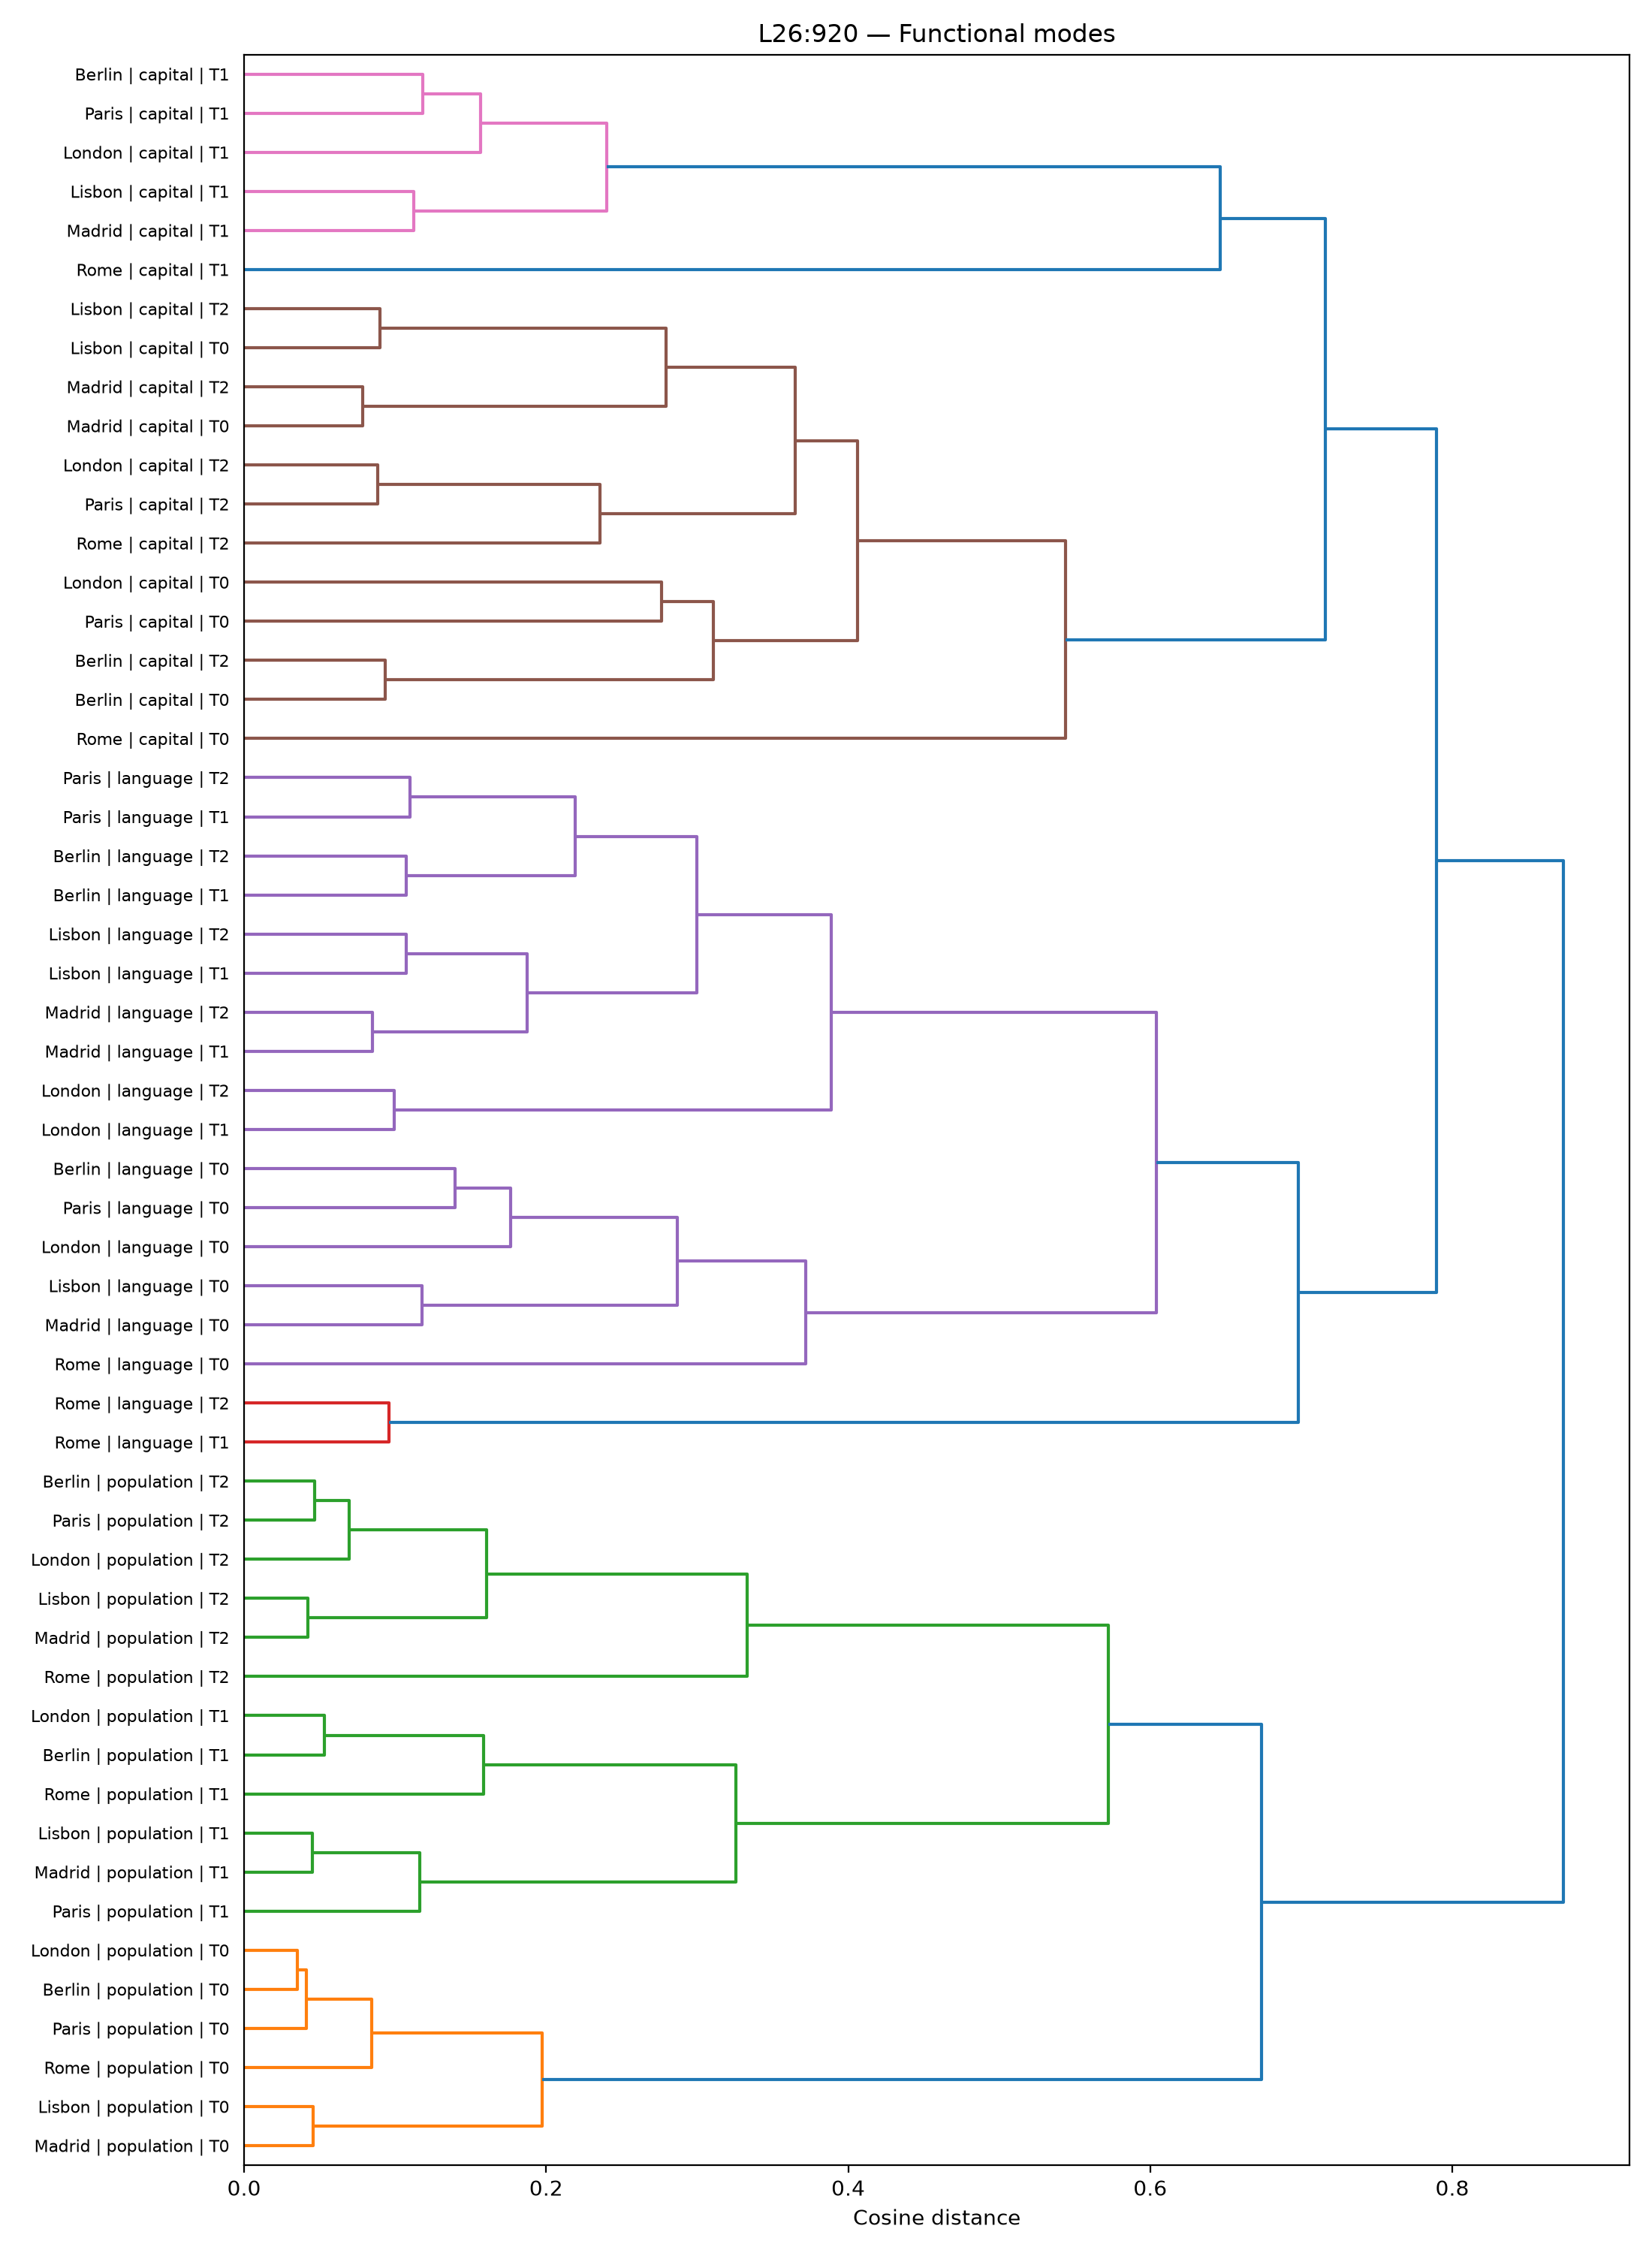 L26:920 — Functional modes
Berlin | capital | T1
Paris | capital | T1
London | capital | T1
Lisbon | capital | T1
Madrid | capital | T1
Rome | capital | T1
Lisbon | capital | T2
Lisbon | capital | T0
Madrid | capital | T2
Madrid | capital | T0
London | capital | T2
Paris | capital | T2
Rome | capital | T2
London | capital | T0
Paris | capital | T0
Berlin | capital | T2
Berlin | capital | T0
Rome | capital | T0
Paris | language | T2
Paris | language | T1
Berlin | language | T2
Berlin | language | T1
Lisbon | language | T2
Lisbon | language | T1
Madrid | language | T2
Madrid | language | T1
London | language | T2
London | language | T1
Berlin | language | T0
Paris | language | T0
London | language | T0
Lisbon | language | T0
Madrid | language | T0
Rome | language | T0
Rome | language | T2
Rome | language | T1
Berlin | population | T2
Paris | population | T2
London | population | T2
Lisbon | population | T2
Madrid | population | T2
Rome | population | T2
London | population | T1
Berlin | population | T1
Rome | population | T1
Lisbon | population | T1
Madrid | population | T1
Paris | population | T1
London | population | T0
Berlin | population | T0
Paris | population | T0
Rome | population | T0
Lisbon | population | T0
Madrid | population | T0
0.0 0.2 0.4 0.6 0.8
Cosine distance